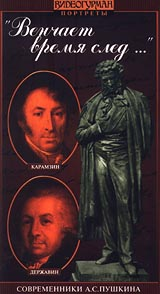 ВИДЕОГУРМАН
ПОРТРЕТЫ
"Венчает
время след ..."
КАРАМЗИН
ДЕРЖАВИН
СОВРЕМЕННИКИ А.С.ПУШКИНА